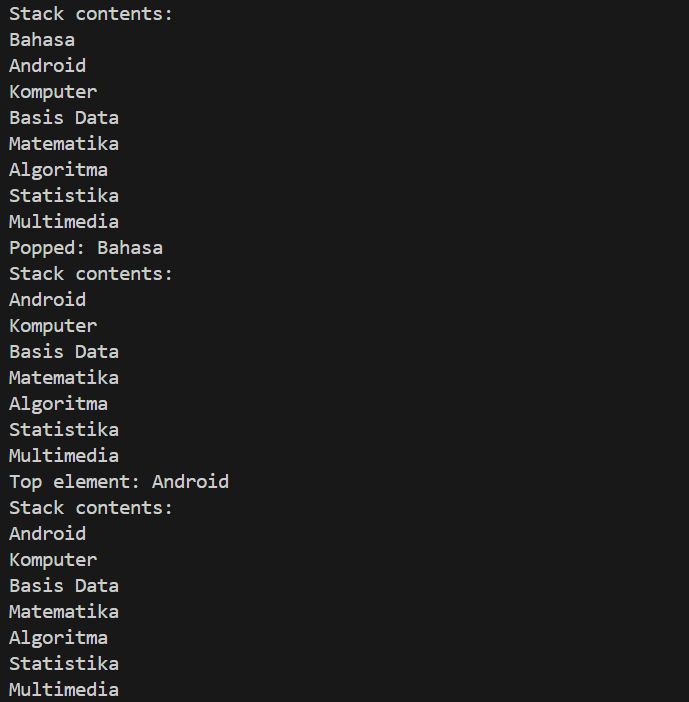 Stack contents:
Bahasa
Android
Komputer
Basis Data
Matematika
Algoritma
Statistika
Multimedia
Popped: Bahasa
Stack contents:
Android
Komputer
Basis Data
Matematika
Algoritma
Statistika
Multimedia
Top element: Android
Stack contents:
Android
Komputer
Basis Data
Matematika
Algoritma
Statistika
Multimedia